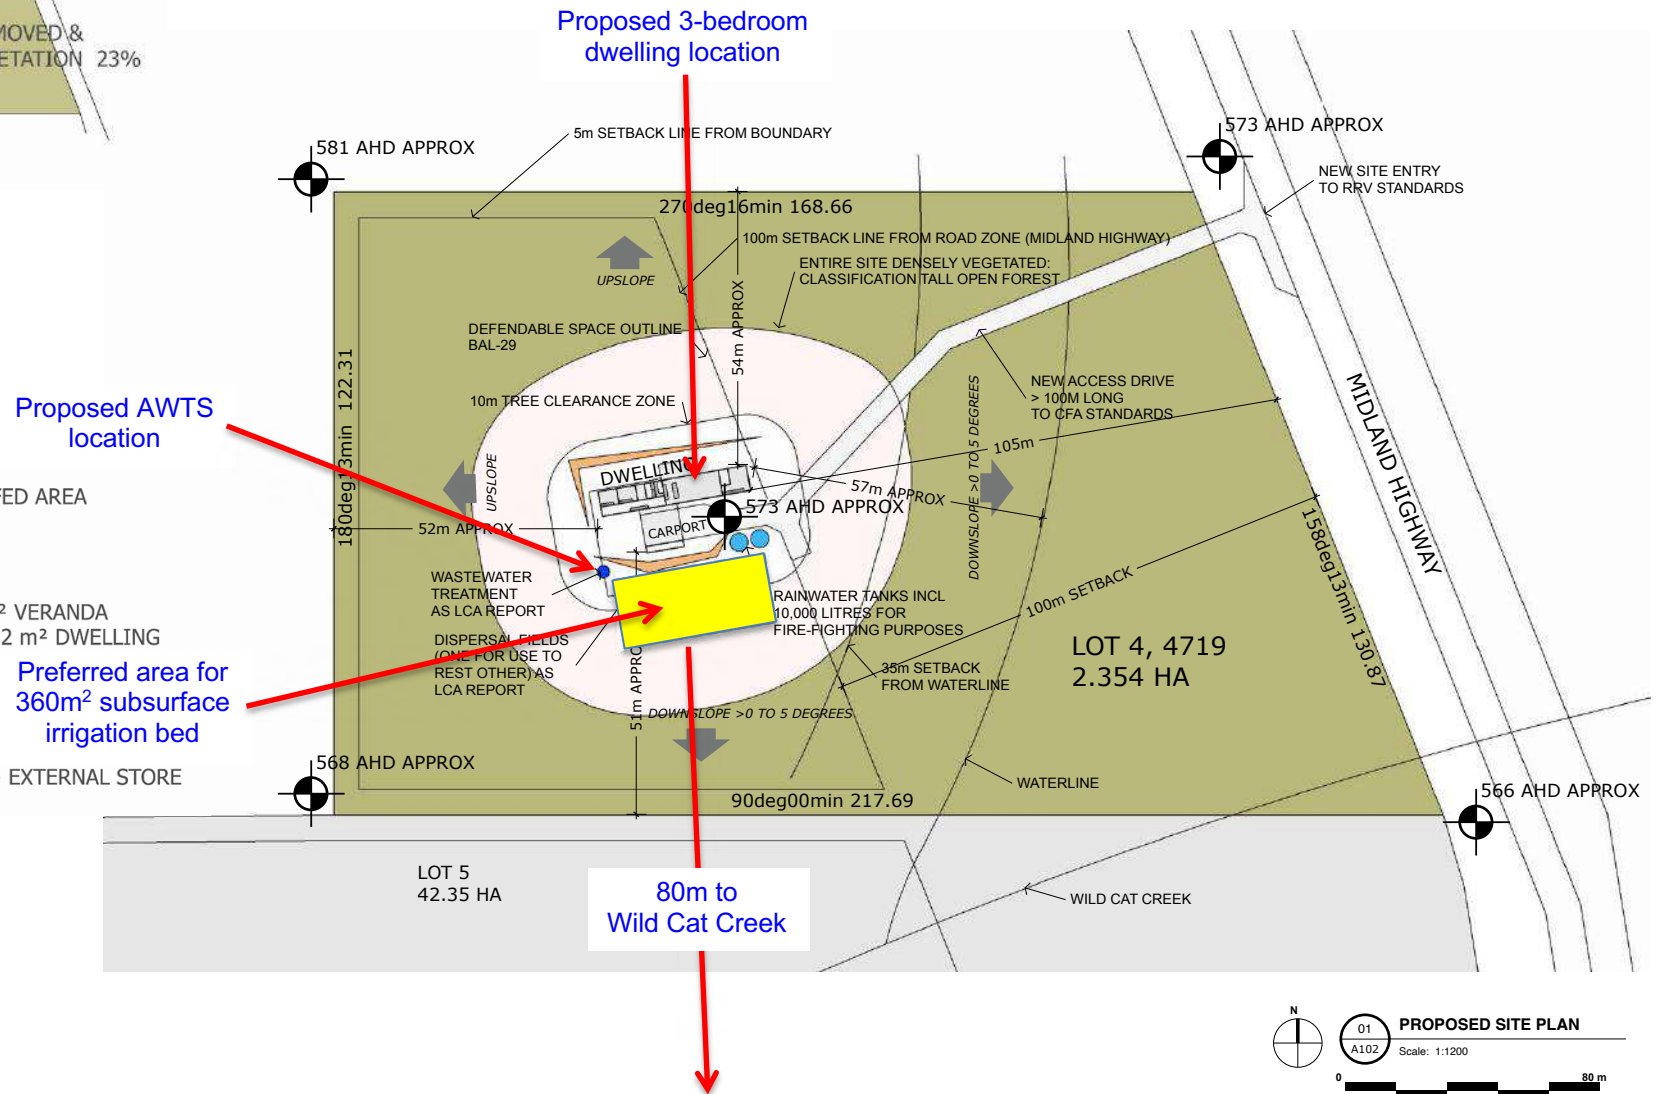 MOVED &
ETATION 23%
Proposed 3-bedroom
dwelling location
581 AHD APPROX
5m SETBACK LINE FROM BOUNDARY
573 AHD APPROX
NEW SITE ENTRY
TO RRV STANDARDS
270deg16min 168.66
100m SETBACK LINE FROM ROAD ZONE (MIDLAND HIGHWAY)
ENTIRE SITE DENSELY VEGETATED:
CLASSIFICATION TALL OPEN FOREST
UPSLOPE
DEFENDABLE SPACE OUTLINE
BAL-29
54m APPROX
180deg13min 122.31
NEW ACCESS DRIVE
> 100M LONG
TO CFA STANDARDS
MIDLAND HIGHWAY
Proposed AWTS
location
10m TREE CLEARANCE ZONE
DOWNSLOPE >0 TO 5 DEGREES
105m
DWELLING
UPSLOPE
57m APPROX
FED AREA
573 AHD APPROX
52m APPROX
CARPORT
158deg13min 130.87
WASTEWATER
TREATMENT
AS LCA REPORT
RAINWATER TANKS INCL
10,000 LITRES FOR
FIRE-FIGHTING PURPOSES
100m SETBACK
² VERANDA
2 m² DWELLING
DISPERSAL FIELDS
(ONE FOR USE TO
REST OTHER) AS
LCA REPORT
LOT 4, 4719
2.354 HA
Preferred area for
360m² subsurface
irrigation bed
35m SETBACK
FROM WATERLINE
51m APPROX
DOWNSLOPE >0 TO 5 DEGREES
EXTERNAL STORE
568 AHD APPROX
WATERLINE
90deg00min 217.69
566 AHD APPROX
LOT 5
42.35 HA
80m to
Wild Cat Creek
WILD CAT CREEK
N
01
A102
PROPOSED SITE PLAN
Scale: 1:1200
0
80 m